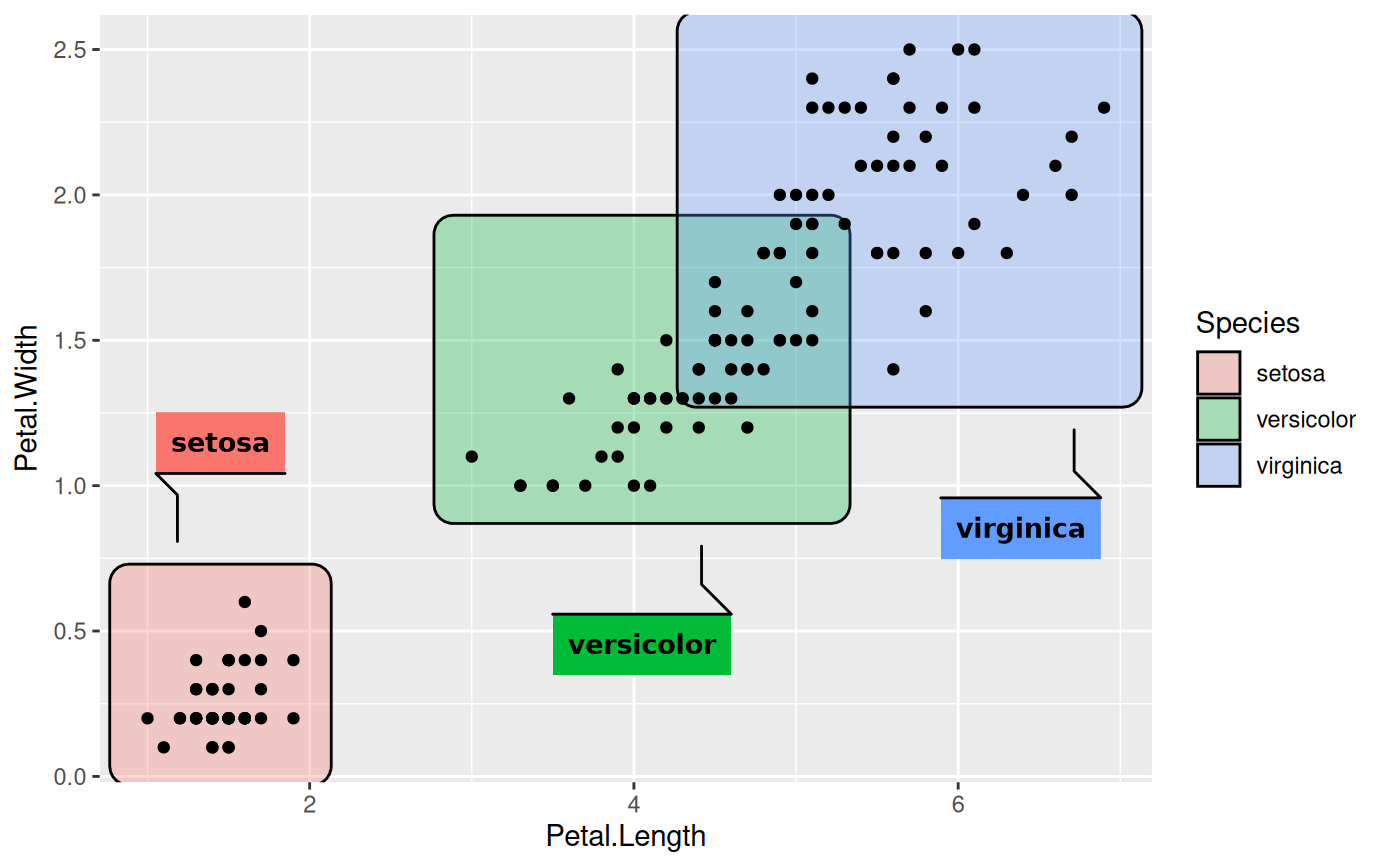 2.5
2.0
1.5
1.0
0.5
0.0
Petal.Width
setosa
versicolor
virginica
2
4
6
Petal.Length
Species
setosa
versicolor
virginica